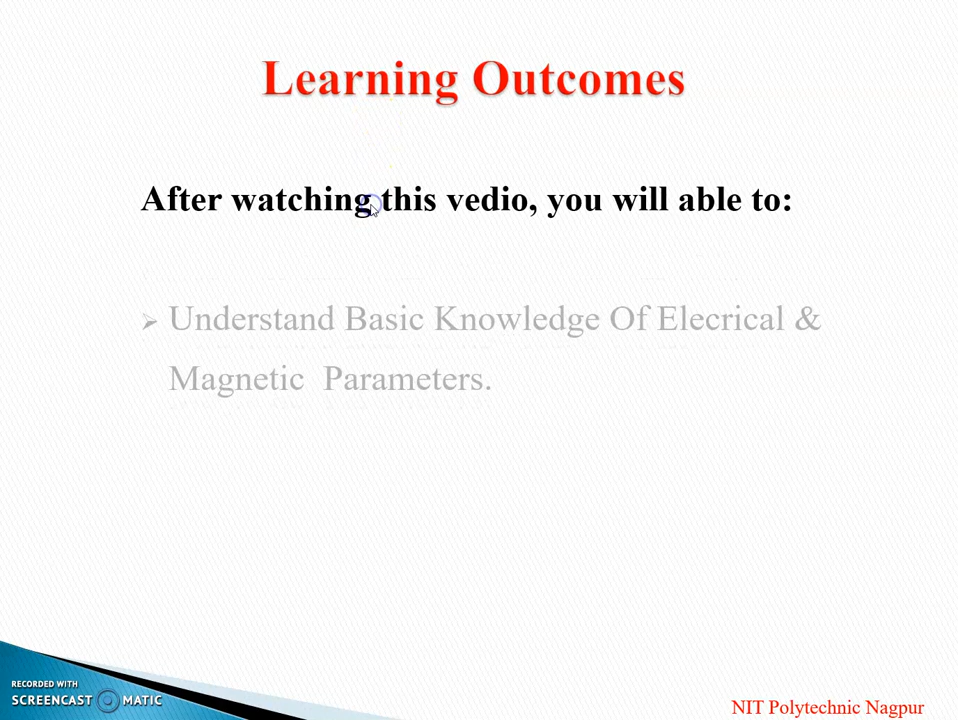 Learning Outcomes
After watching this vedio, you will able to:
Understand Basic Knowledge Of Elecrical &
Magnetic Parameters.
RECORDED WITH
SCREENCAST MATIC
NIT Polytechnic Nagpur